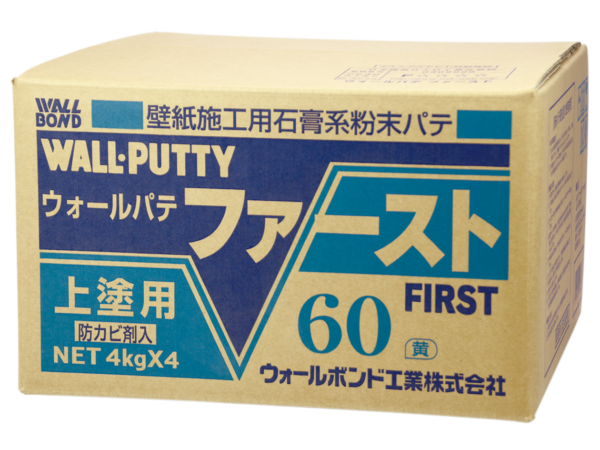 WALL
BOND
壁紙施工用石膏系粉末パテ
WALL·PUTTY
ウォールパテ
ファースト
FIRST
上塗用
防カビ剤入
NET 4kgX4
60
黄
ウォールボンド工業株式会社